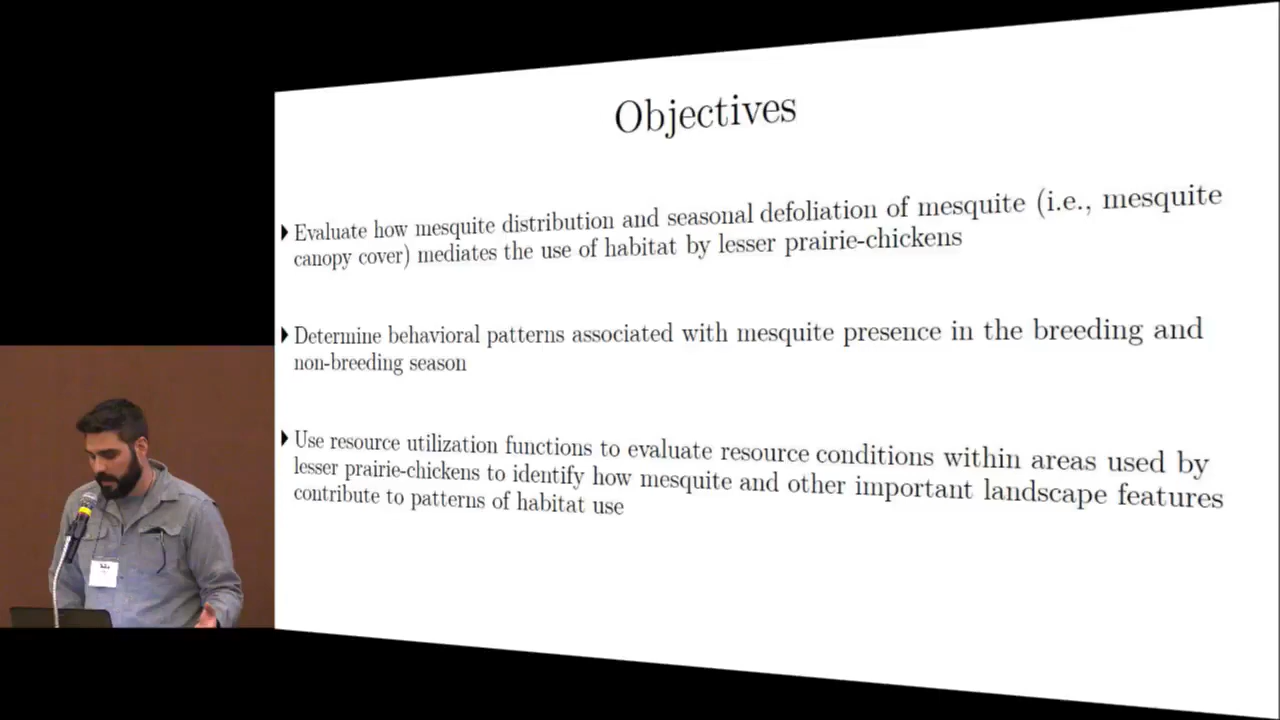 Objectives
Evaluate how mesquite distribution and seasonal defoliation of mesquite (i.e., mesquite
canopy cover) mediates the use of habitat by lesser prairie-chickens
Determine behavioral patterns associated with mesquite presence in the breeding and
non-breeding season
Use resource utilization functions to evaluate resource conditions within areas used by
lesser prairie-chickens to identify how mesquite and other important landscape features
contribute to patterns of habitat use